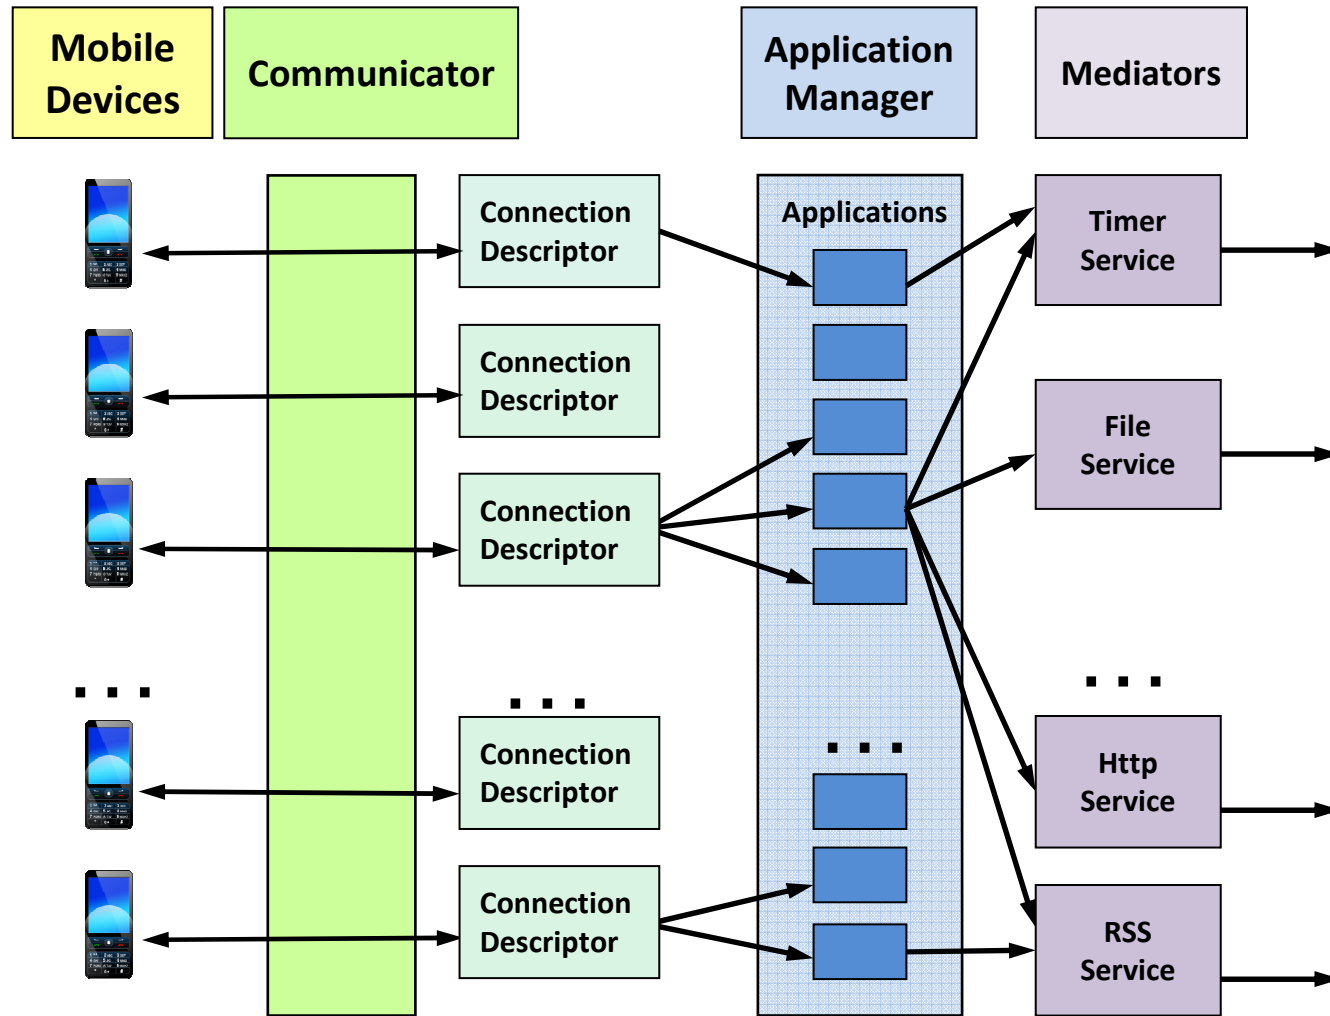 Mobile
Devices
Communicator
Application
Manager
Mediators
Connection
Descriptor
Applications
Timer
Service
Connection
Descriptor
File
Service
Connection
Descriptor
. . .
. . .
. . .
. . .
Connection
Descriptor
Http
Service
Connection
Descriptor
RSS
Service